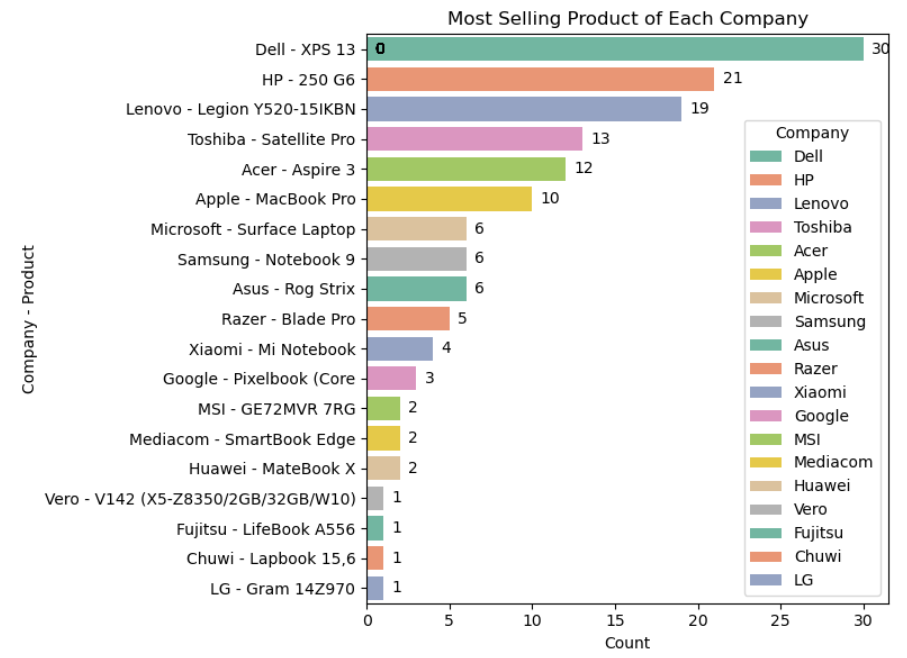 Most Selling Product of Each Company
Dell - XPS 13 0 30
HP - 250 G6 21
Lenovo - Legion Y520-15IKBN 19
Toshiba - Satellite Pro 13
Acer - Aspire 3 12
Apple - MacBook Pro 10
Microsoft - Surface Laptop 6
Samsung - Notebook 9 6
Asus - Rog Strix 6
Razer - Blade Pro 5
Xiaomi - Mi Notebook 4
Google - Pixelbook (Core 3
MSI - GE72MVR 7RG 2
Mediacom - SmartBook Edge 2
Huawei - MateBook X 2
Vero - V142 (X5-Z8350/2GB/32GB/W10) 1
Fujitsu - LifeBook A556 1
Chuwi - Lapbook 15,6 1
LG - Gram 14Z970 1
Company - Product
0 5 10 15 20 25 30
Count
Company
Dell
HP
Lenovo
Toshiba
Acer
Apple
Microsoft
Samsung
Asus
Razer
Xiaomi
Google
MSI
Mediacom
Huawei
Vero
Fujitsu
Chuwi
LG